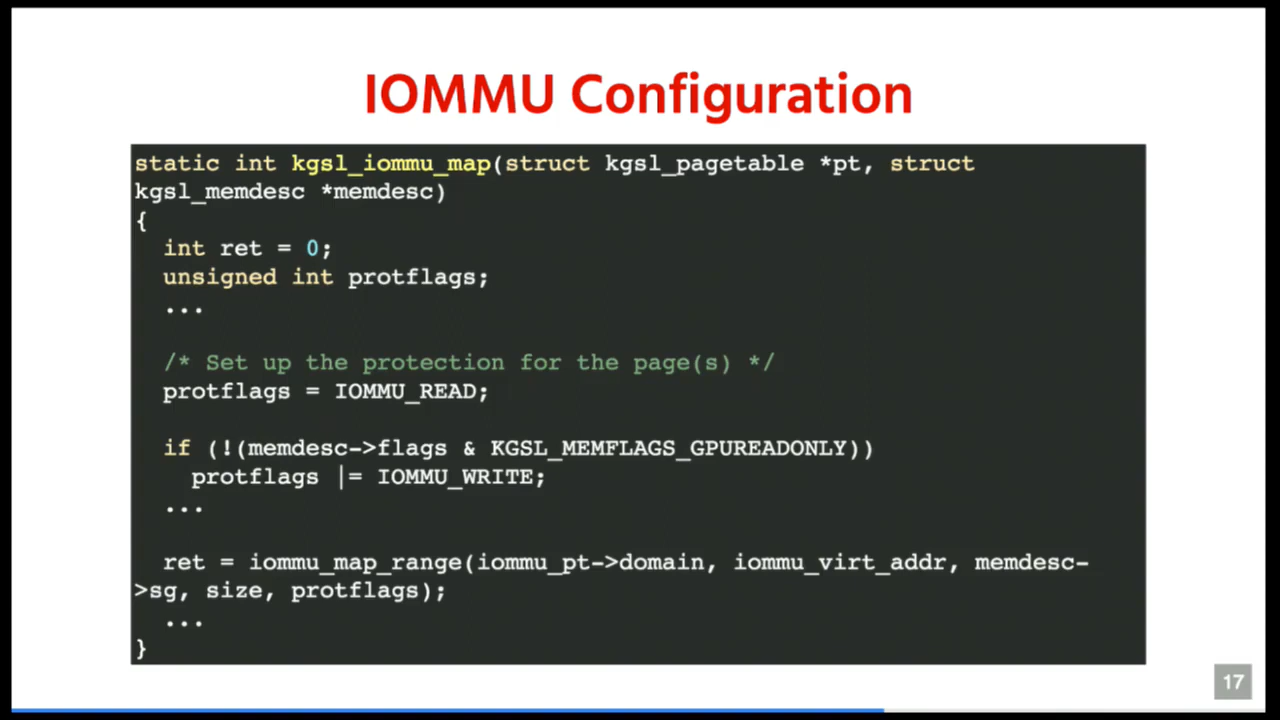 IOMMU Configuration
static int kgsl_iommu_map(struct kgsl_pagetable *pt, struct
kgsl_memdesc *memdesc)
{
  int ret = 0;
  unsigned int protflags;
  ...
  /* Set up the protection for the page(s) */
  protflags = IOMMU_READ;
  if (!(memdesc->flags & KGSL_MEMFLAGS_GPUREADONLY))
    protflags |= IOMMU_WRITE;
  ...
  ret = iommu_map_range(iommu_pt->domain, iommu_virt_addr, memdesc-
>sg, size, protflags);
  ...
}
17